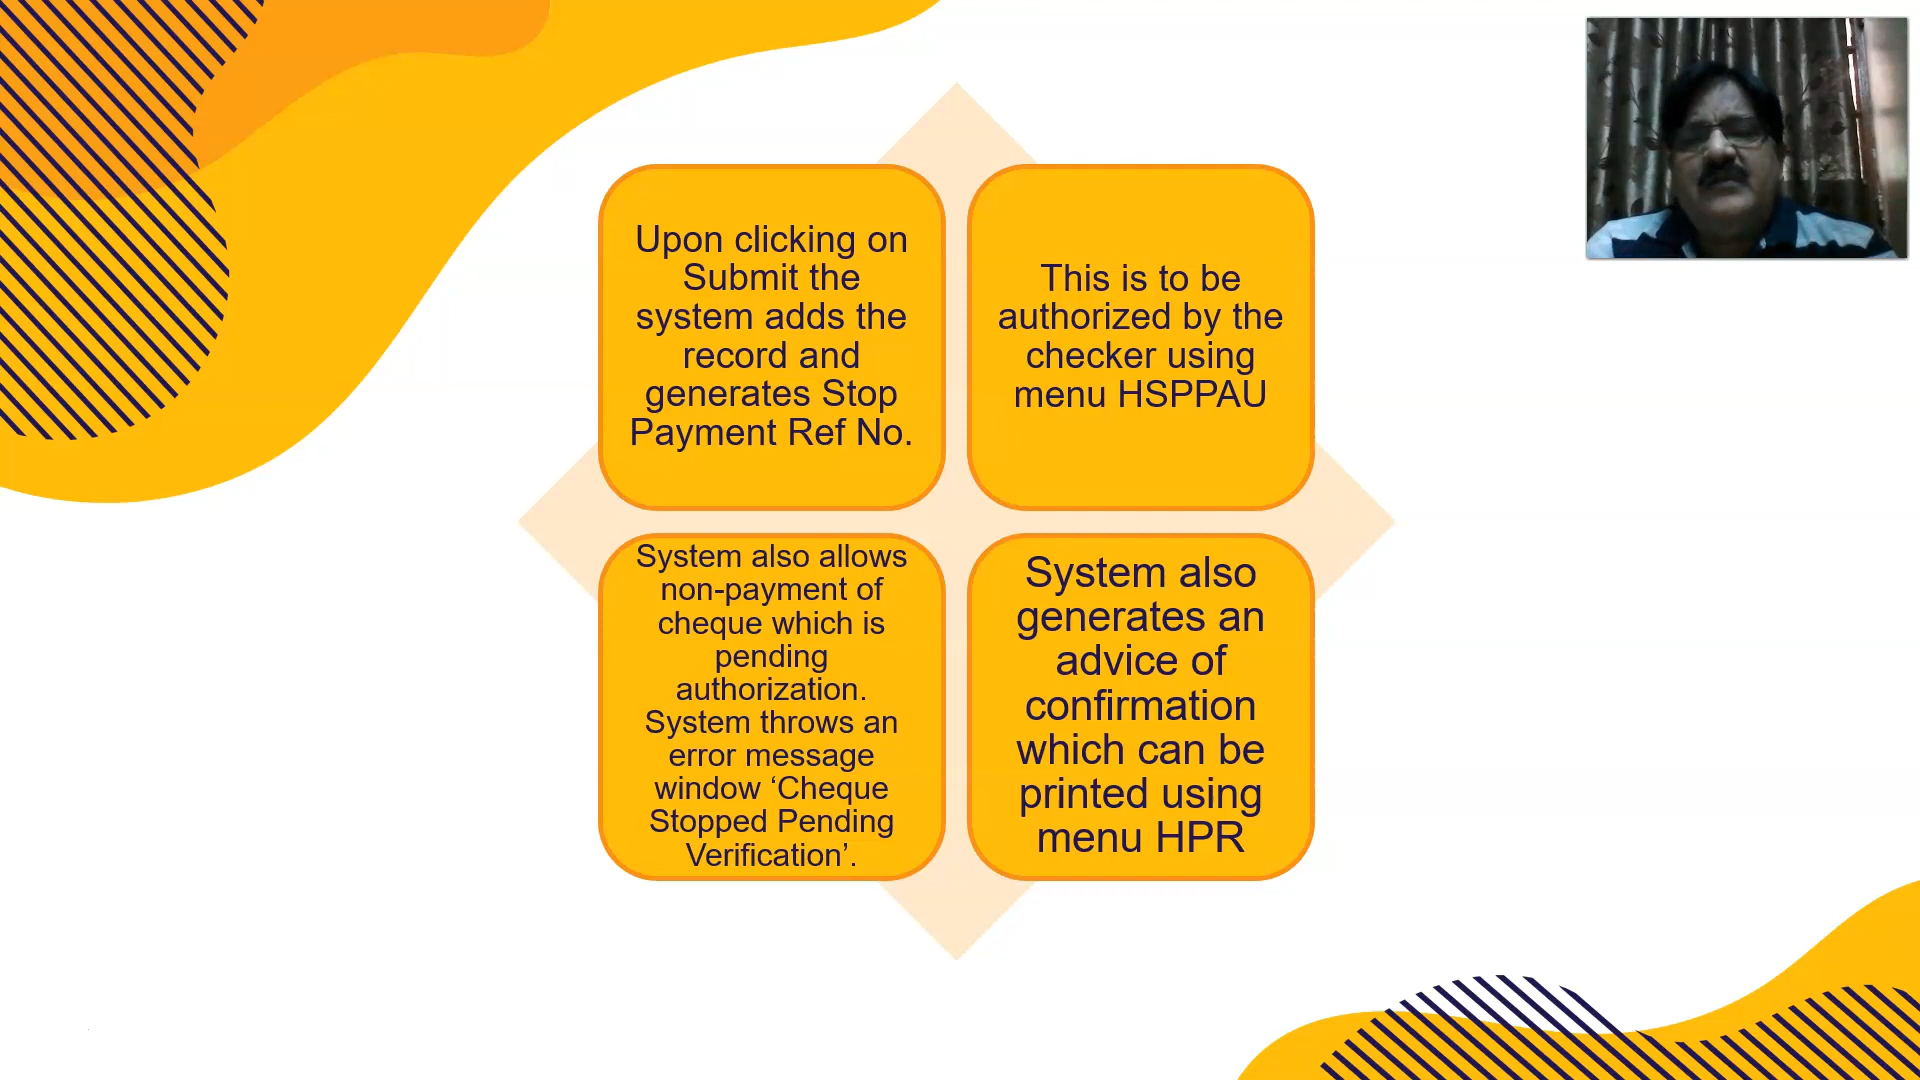 Upon clicking on
Submit the
system adds the
record and
generates Stop
Payment Ref No.
This is to be
authorized by the
checker using
menu HSPPAU
System also allows
non-payment of
cheque which is
pending
authorization.
System throws an
error message
window ‘Cheque
Stopped Pending
Verification’.
System also
generates an
advice of
confirmation
which can be
printed using
menu HPR